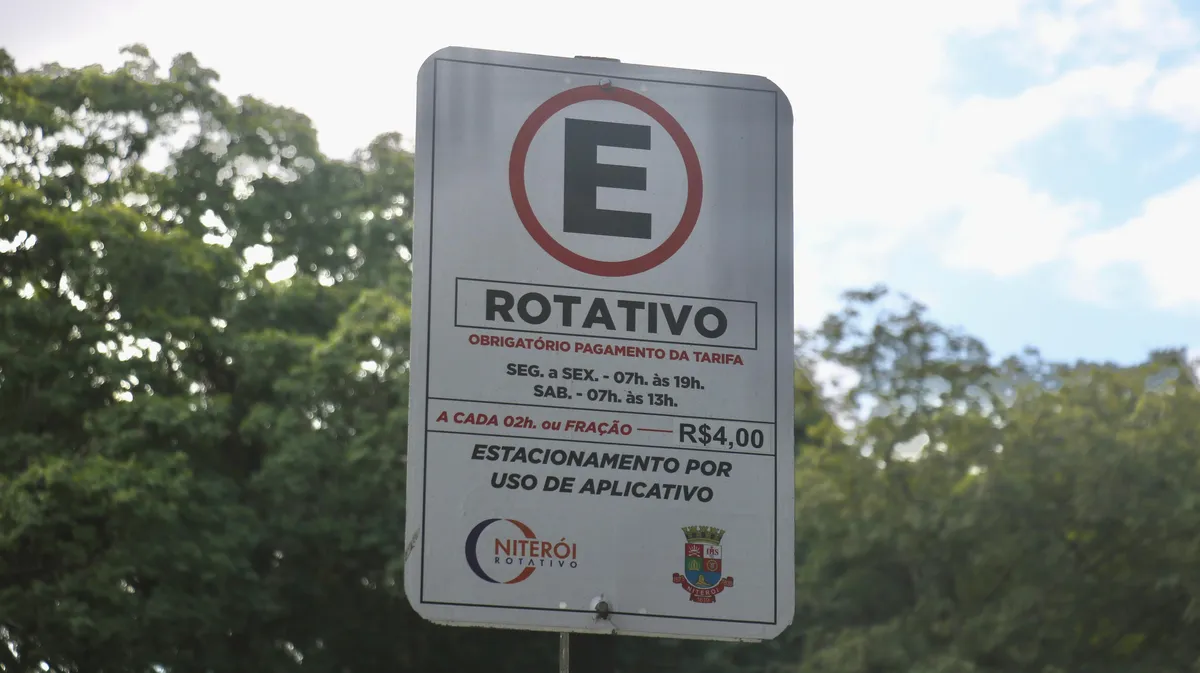 E
ROTATIVO
OBRIGATÓRIO PAGAMENTO DA TARIFA
SEG. a SEX. - 07h. às 19h.
SAB. - 07h. às 13h.
A CADA 02h. ou FRAÇÃO R$4,00
ESTACIONAMENTO POR
USO DE APLICATIVO
NITERÓI
ROTATIVO
NITERÓI